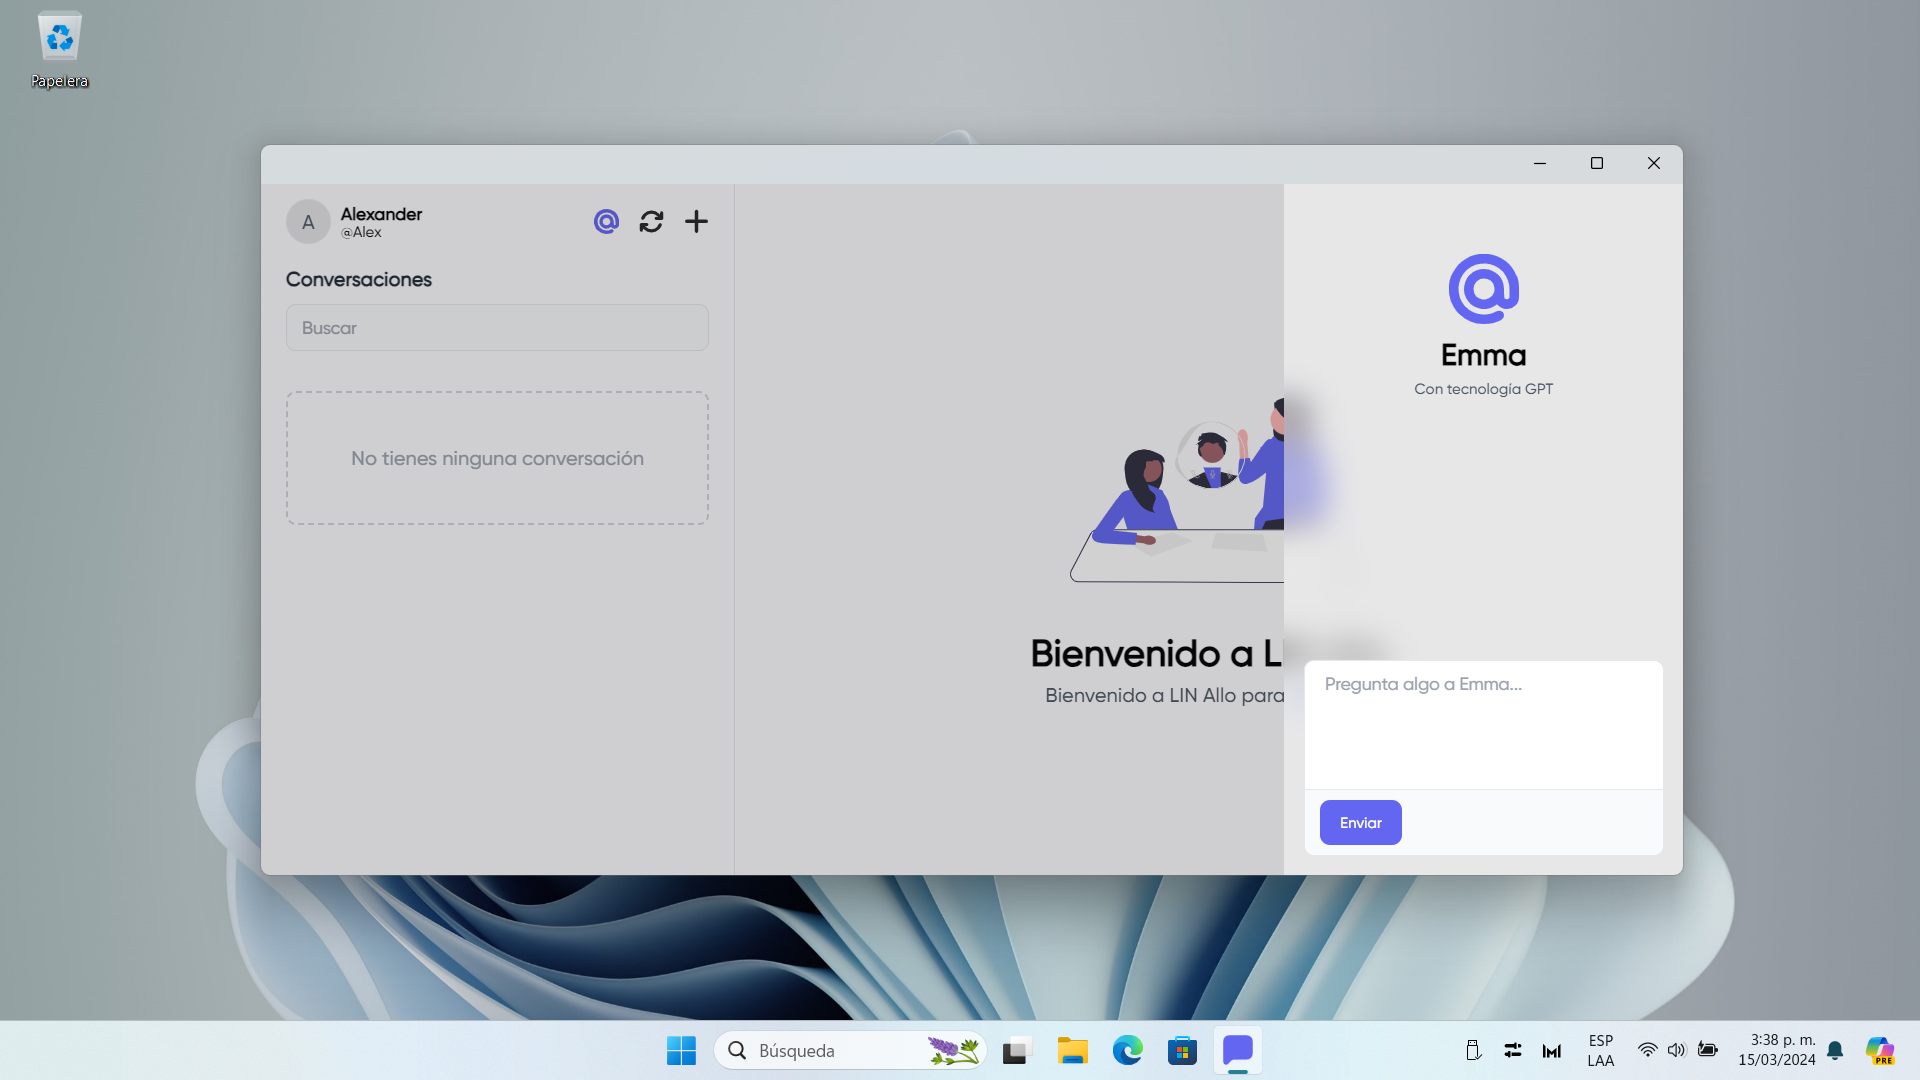 Papelera
A
Alexander
@Alex
Conversaciones
Buscar
No tienes ninguna conversación
Bienvenido a L
Bienvenido a LIN Allo para
Emma
Con tecnología GPT
Pregunta algo a Emma...
Enviar
Búsqueda
ESP
LAA
3:38 p. m.
15/03/2024
PRE